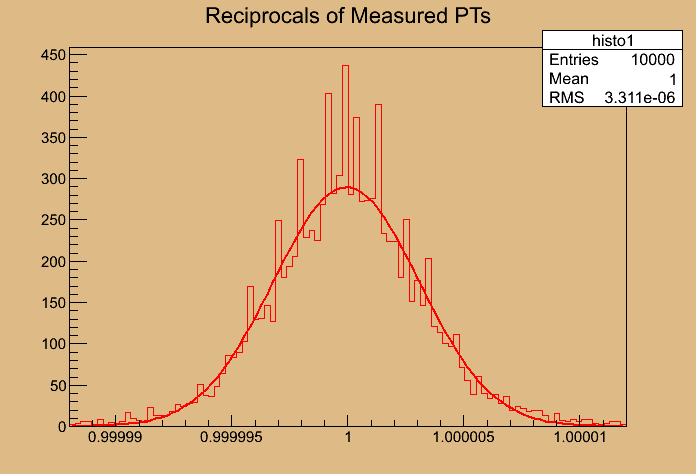 Reciprocals of Measured PTs
histo1
Entries 10000
Mean 1
RMS 3.311e-06
450
400
350
300
250
200
150
100
50
0
0.99999 0.999995 1 1.000005 1.00001